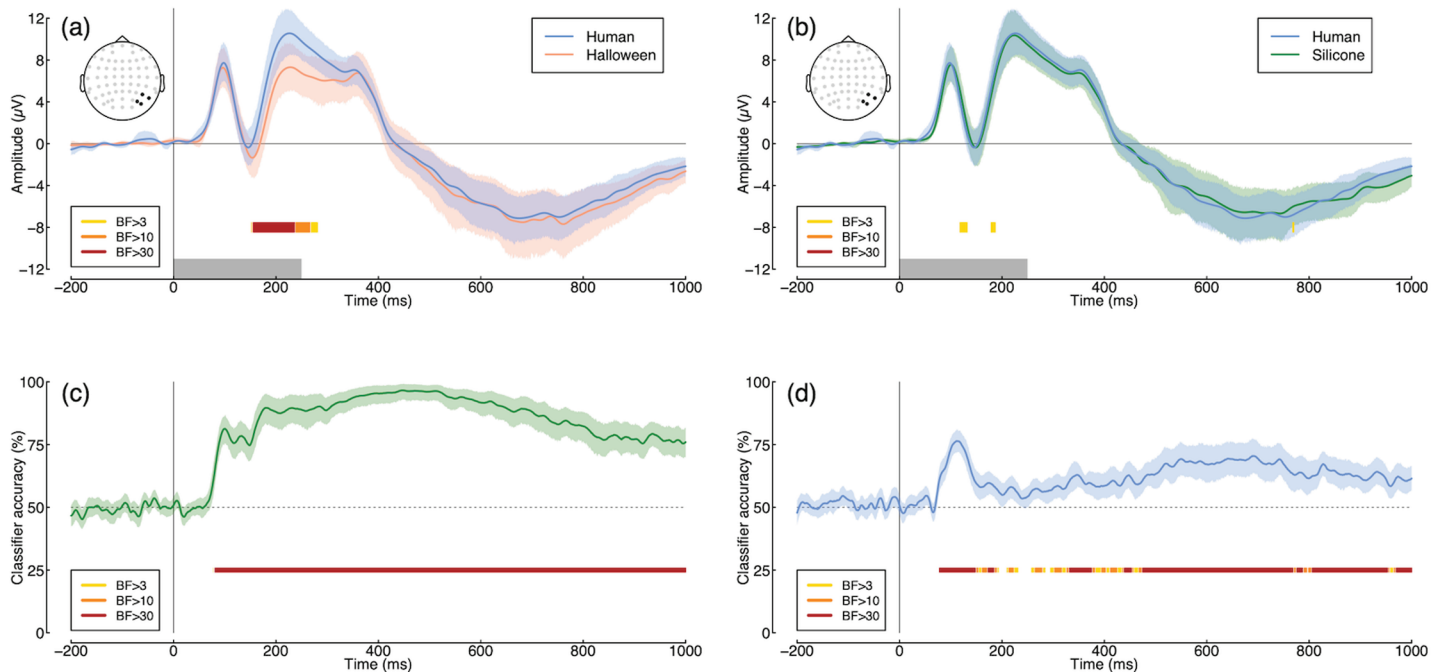 (a)
Amplitude (µV)
12
8
4
0
−4
−8
−12
Human
Halloween
BF>3
BF>10
BF>30
−200
0
200
400
600
800
1000
Time (ms)
(b)
Amplitude (µV)
12
8
4
0
−4
−8
−12
Human
Silicone
BF>3
BF>10
BF>30
−200
0
200
400
600
800
1000
Time (ms)
(c)
Classifier accuracy (%)
100
75
50
25
0
BF>3
BF>10
BF>30
−200
0
200
400
600
800
1000
Time (ms)
(d)
Classifier accuracy (%)
100
75
50
25
0
BF>3
BF>10
BF>30
−200
0
200
400
600
800
1000
Time (ms)